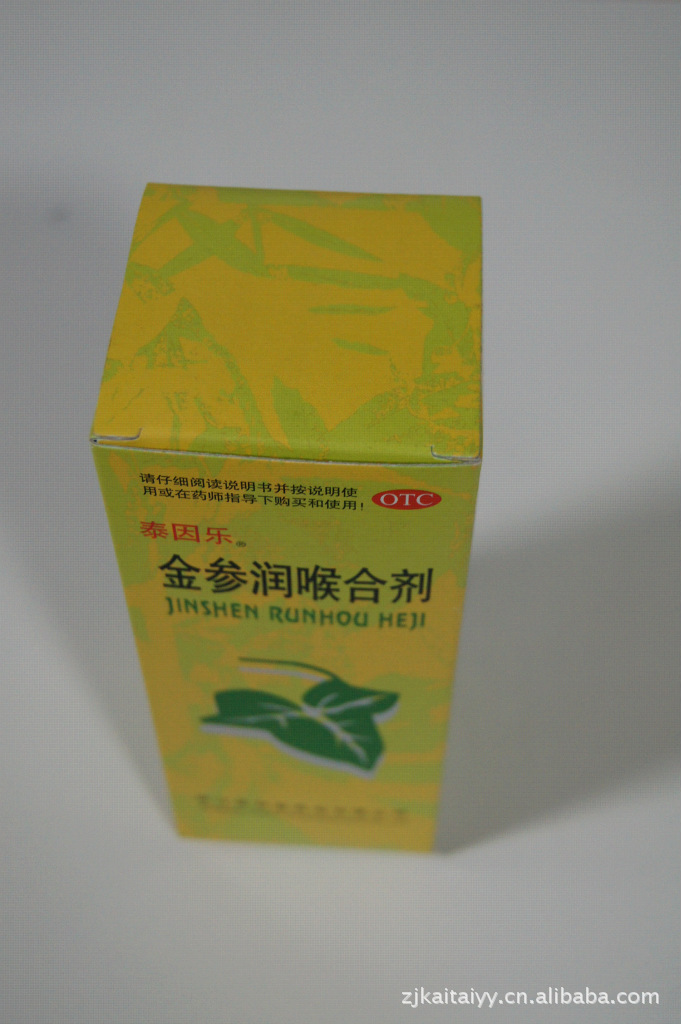 请仔细阅读说明书并按说明使
用或在药师指导下购买和使用!
OTC
泰因乐®
金参润喉合剂
JINSHEN RUNHOU HEJI
zjkaitaiyy.cn.alibaba.com